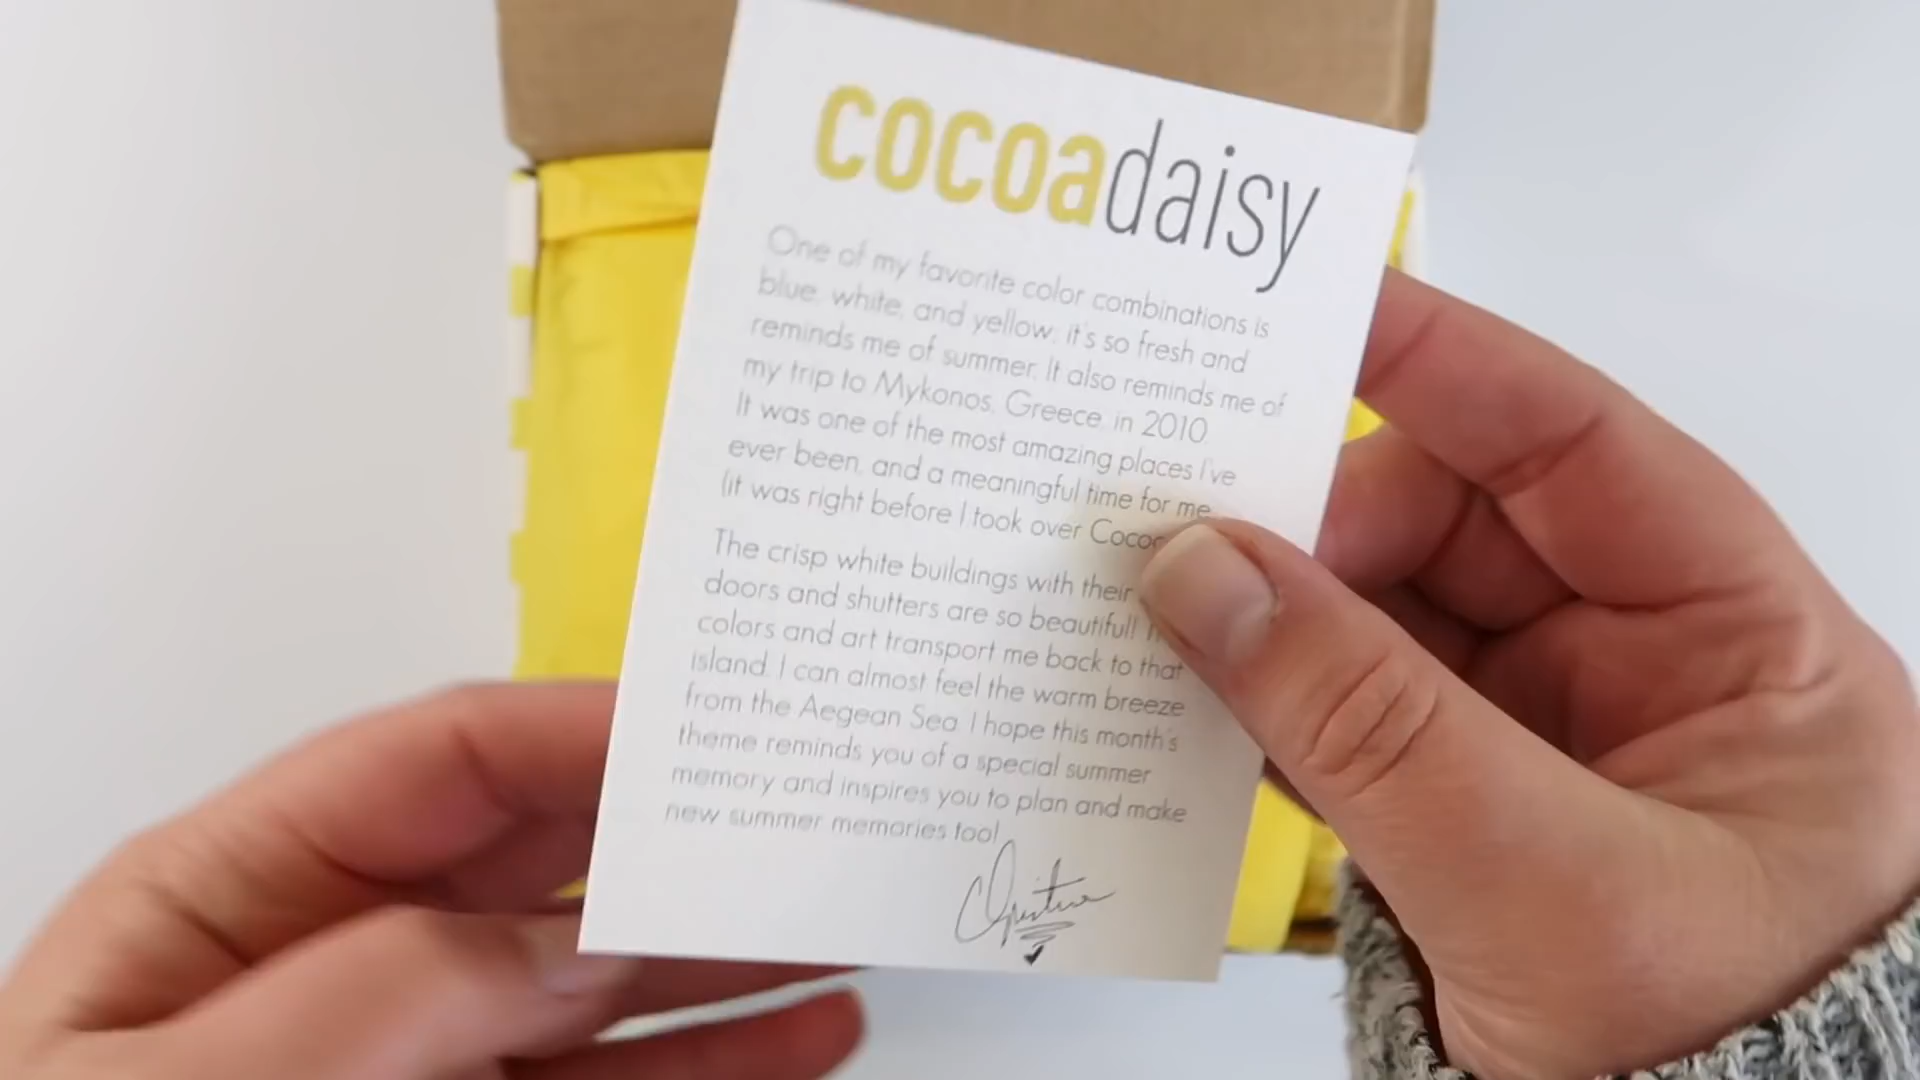 cocoadaisy
One of my favorite color combinations is
blue, white, and yellow; it's so fresh and
reminds me of summer. It also reminds me of
my trip to Mykonos, Greece, in 2010.
It was one of the most amazing places I've
ever been, and a meaningful time for me
(it was right before I took over
The crisp white buildings with their
doors and shutters are so beautiful!
colors and art transport me back to that
island. I can almost feel the warm breeze
from the Aegean Sea. I hope this month's
theme reminds you of a special summer
memory and inspires you to plan and make
new summer memories too!
Christina